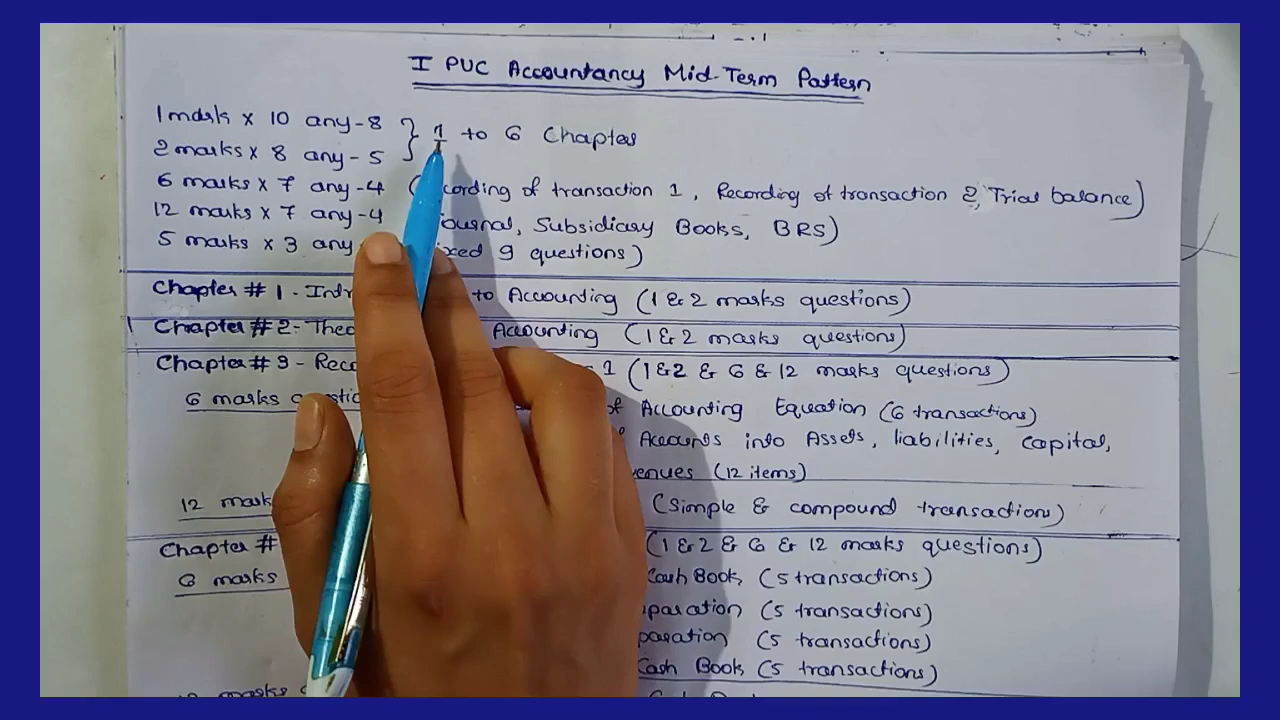 I PUC Accountancy Mid-Term Pattern
1 mark x 10 any-8 } 1 to 6 Chapter
2 marks x 8 any - 5
6 marks x 7 any -4 (cording of transaction 1, Recording of transaction 2, Trial balance)
12 marks x 7 any -4 ournal, Subsidiary Books, BRS)
5 marks x 3 any ixed 9 questions)
Chapter # 1 - Intr to Accounting (1 & 2 marks questions)
Chapter # 2 - Theo Accounting (1 & 2 marks questions)
Chapter # 3 - Reco 1 (1 & 2 & 6 & 12 marks questions)
6 marks of Accounting Equation (6 transactions)
Accounts into Assets, liabilities, capital,
venues (12 items)
12 mark (Simple & compound transaction)
Chapter # (1 & 2 & 6 & 12 marks questions)
6 marks Cash Book (5 transactions)
paration (5 transactions)
paration (5 transactions)
Cash Book (5 transactions)